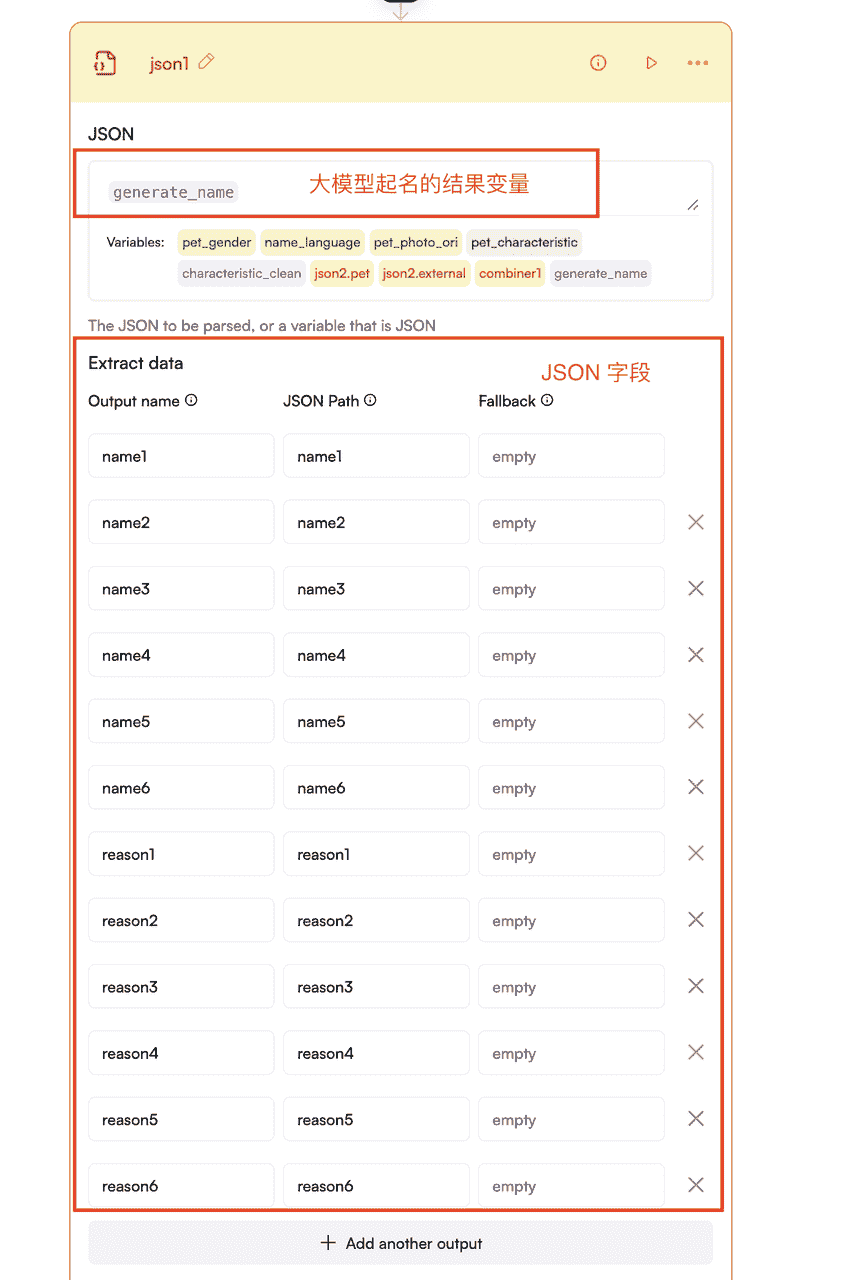 json1
JSON
generate_name 大模型起名的结果变量
Variables: pet_gender name_language pet_photo_ori pet_characteristic
characteristic_clean json2.pet json2.external combiner1 generate_name
The JSON to be parsed, or a variable that is JSON
Extract data JSON 字段
Output name JSON Path Fallback
name1 name1 empty
name2 name2 empty
name3 name3 empty
name4 name4 empty
name5 name5 empty
name6 name6 empty
reason1 reason1 empty
reason2 reason2 empty
reason3 reason3 empty
reason4 reason4 empty
reason5 reason5 empty
reason6 reason6 empty
+ Add another output